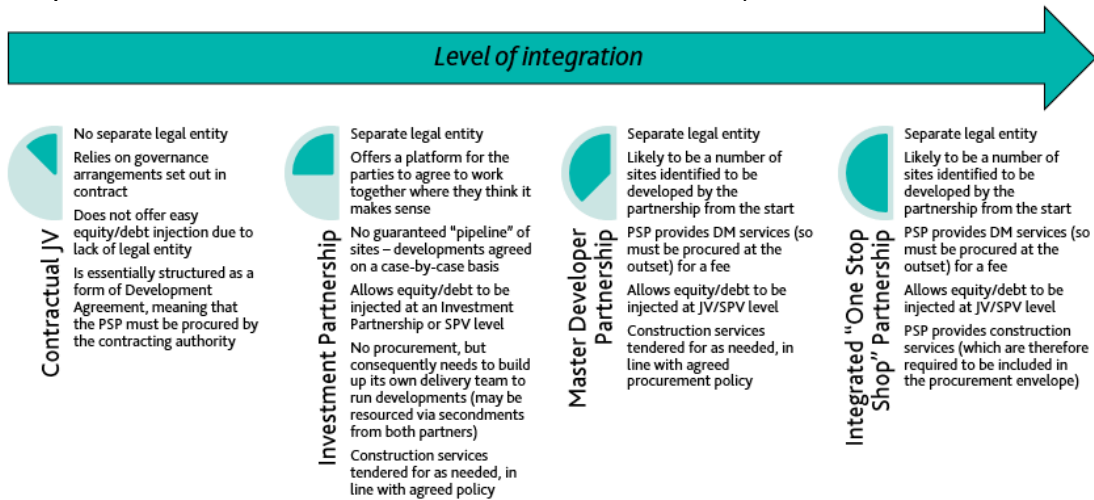 Level of integration
Contractual JV
No separate legal entity
Relies on governance
arrangements set out in
contract
Does not offer easy
equity/debt injection due to
lack of legal entity
Is essentially structured as a
form of Development
Agreement, meaning that
the PSP must be procured by
the contracting authority
Investment Partnership
Separate legal entity
Offers a platform for the
parties to agree to work
together where they think it
makes sense
No guaranteed "pipeline" of
sites – developments agreed
on a case-by-case basis
Allows equity/debt to be
injected at an Investment
Partnership or SPV level
No procurement, but
consequently needs to build
up its own delivery team to
run developments (may be
resourced via secondments
from both partners)
Construction services
tendered for as needed, in
line with agreed policy
Master Developer
Partnership
Separate legal entity
Likely to be a number of
sites identified to be
developed by the
partnership from the start
PSP provides DM services (so
must be procured at the
outset) for a fee
Allows equity/debt to be
injected at JV/SPV level
Construction services
tendered for as needed, in
line with agreed
procurement policy
Integrated "One Stop
Shop" Partnership
Separate legal entity
Likely to be a number of
sites identified to be
developed by the
partnership from the start
PSP provides DM services (so
must be procured at the
outset) for a fee
Allows equity/debt to be
injected at JV/SPV level
PSP provides construction
services (which are therefore
required to be included in
the procurement envelope)